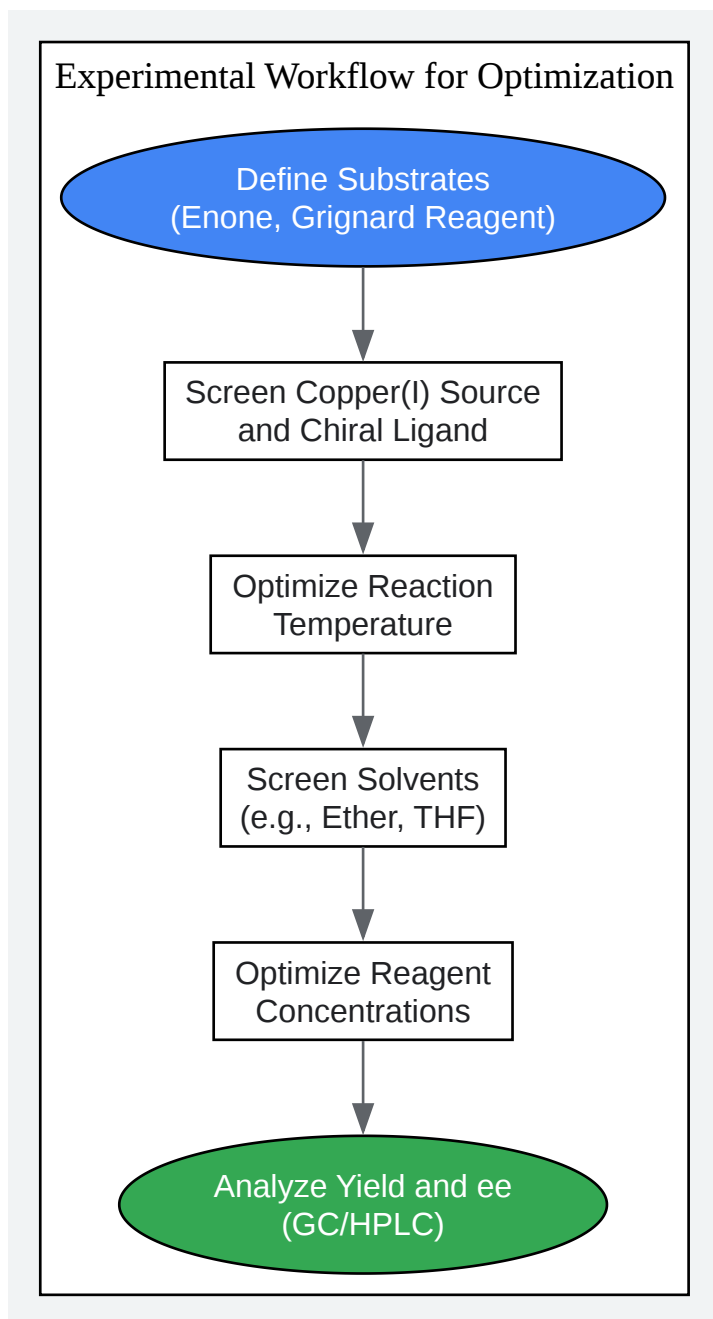 Experimental Workflow for Optimization
Define Substrates
(Enone, Grignard Reagent)
Screen Copper(I) Source
and Chiral Ligand
Optimize Reaction
Temperature
Screen Solvents
(e.g., Ether, THF)
Optimize Reagent
Concentrations
Analyze Yield and ee
(GC/HPLC)